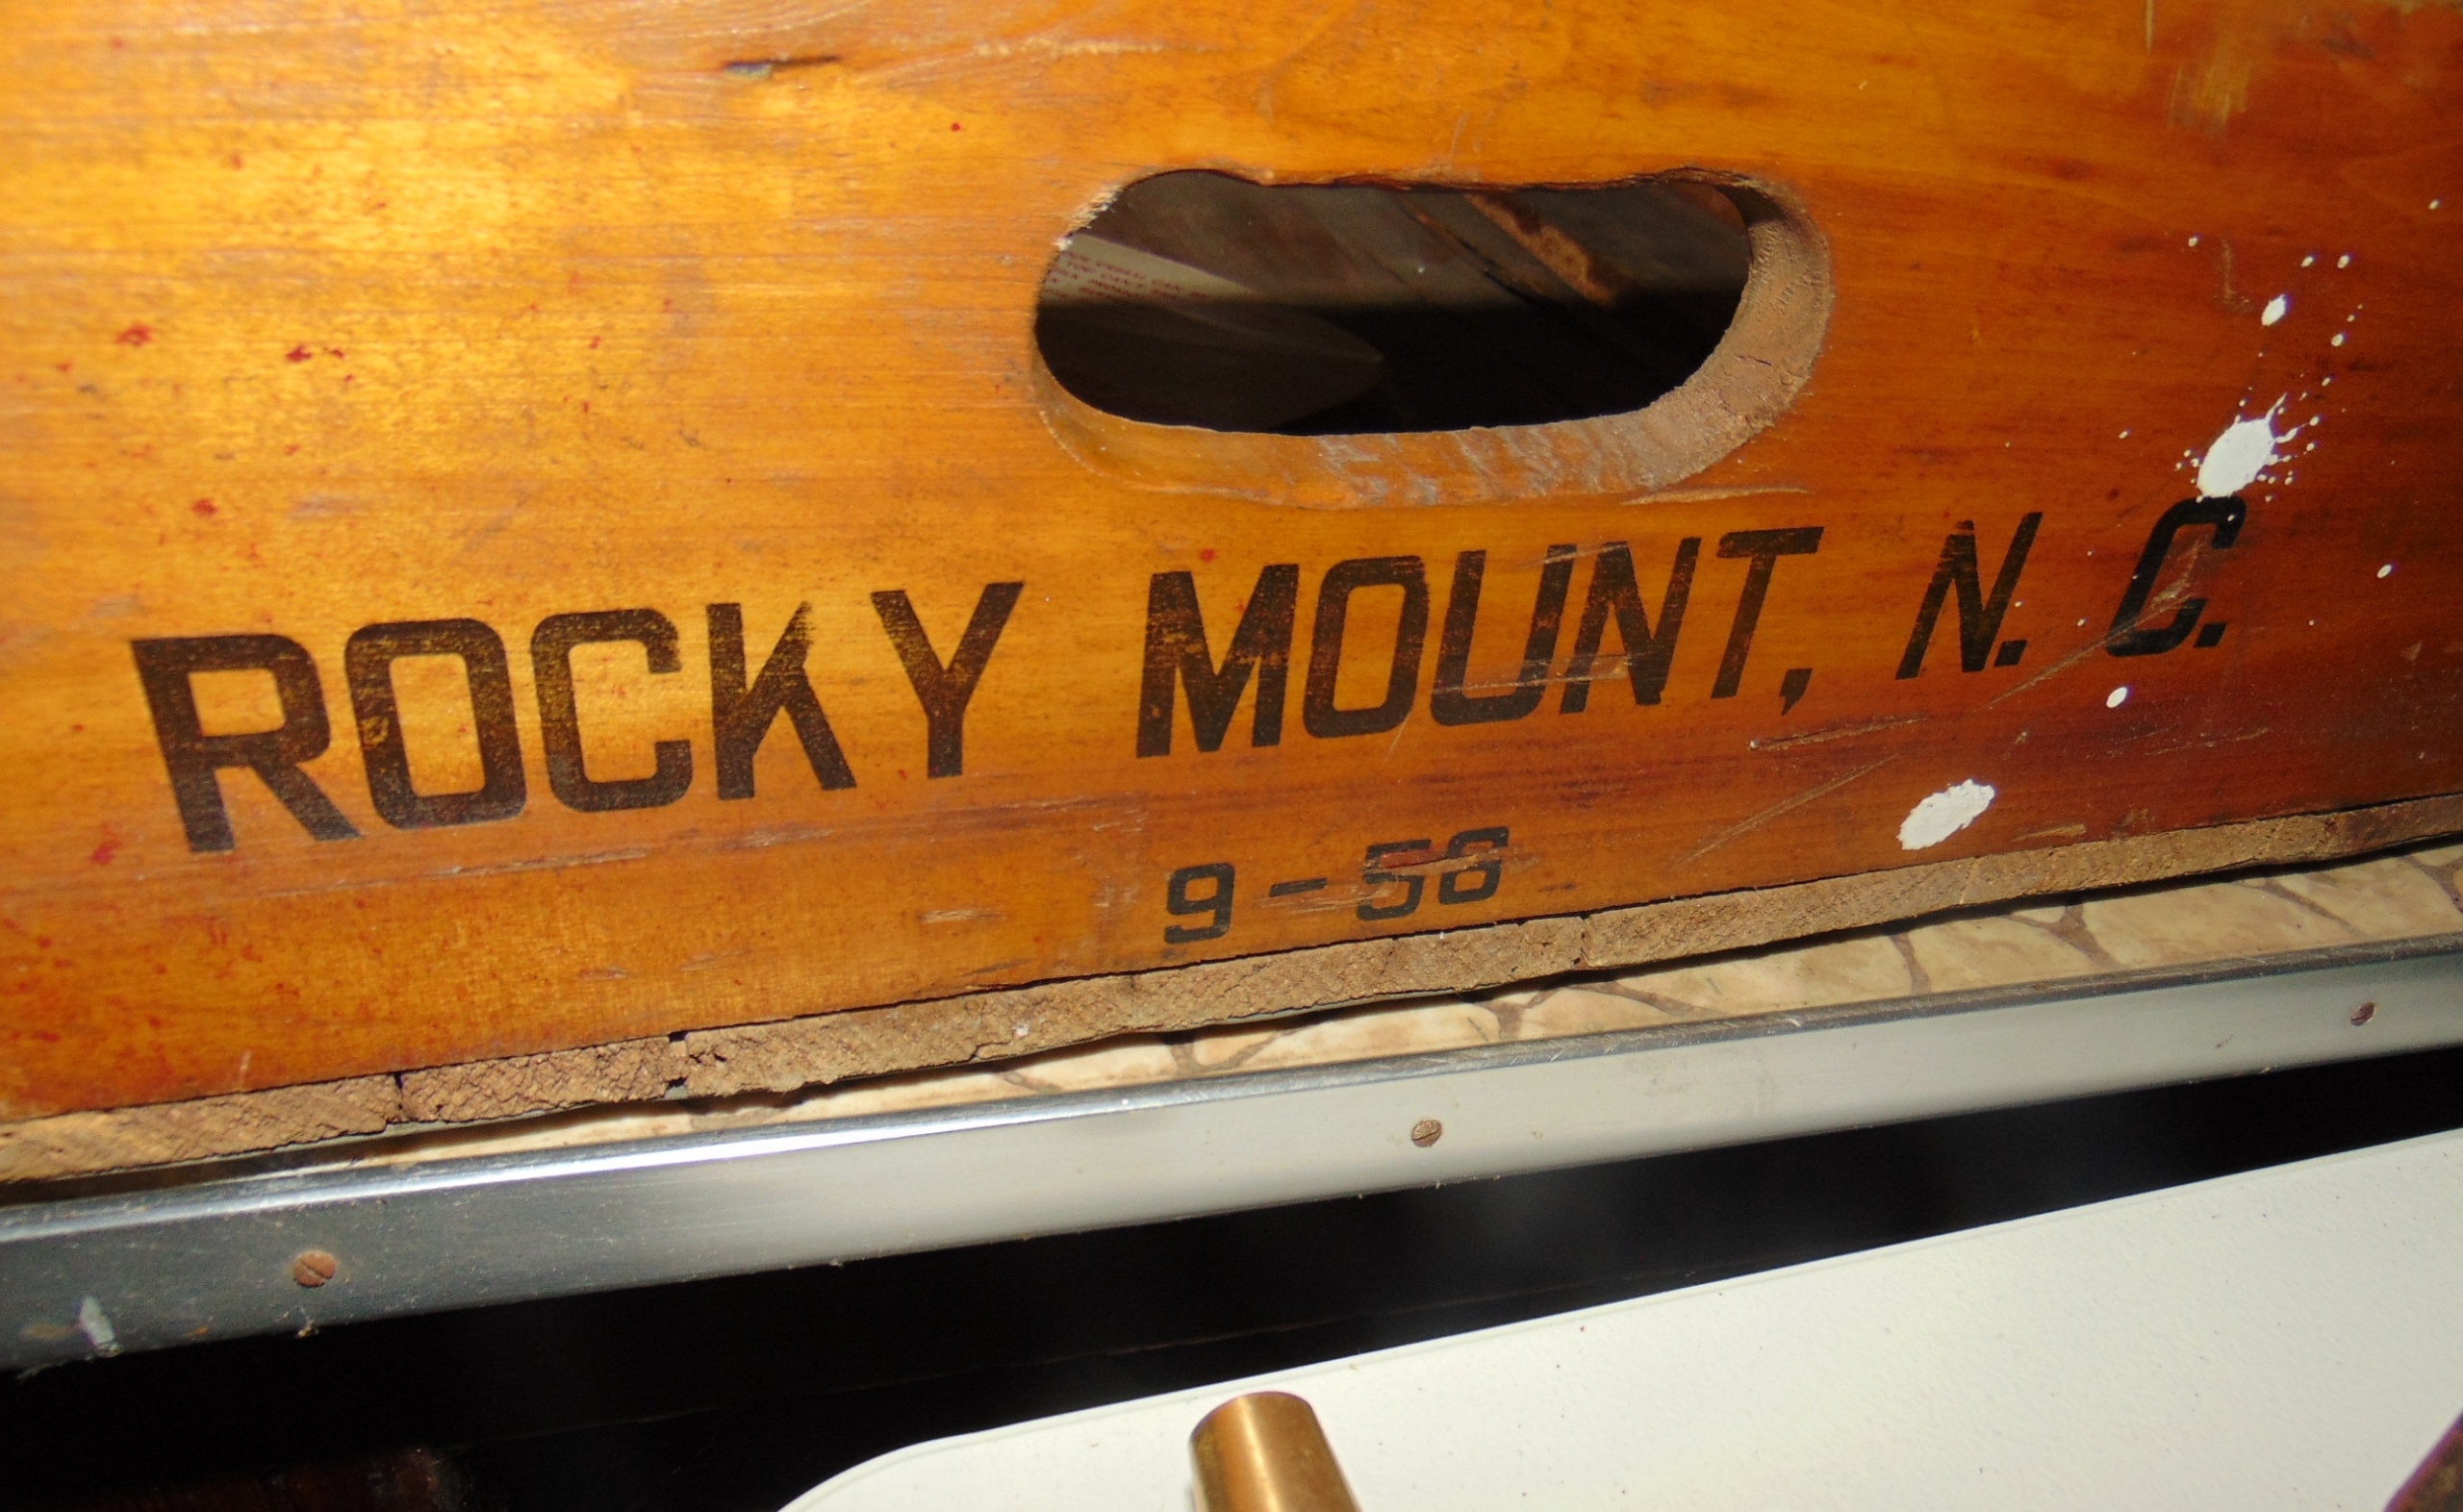 ROCKY MOUNT, N. C.
9-56